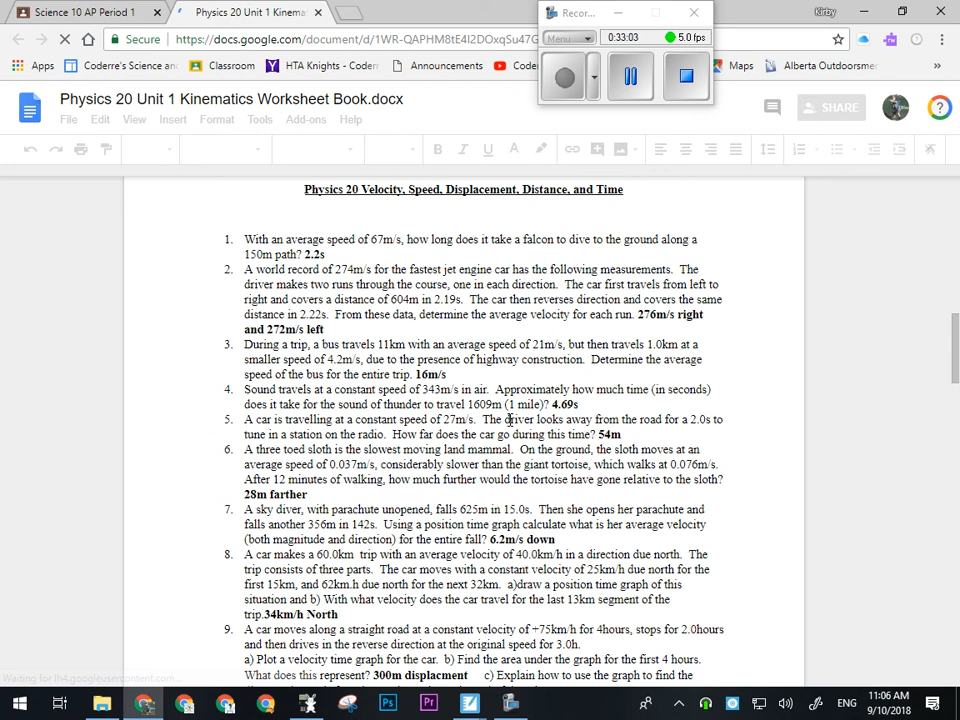 Science 10 AP Period 1
Physics 20 Unit 1 Kinema
Recor...
Kirby
Menu
0:33:03
5.0 fps
Secure
https://docs.google.com/document/d/1WR-QAPHM8tE4I2DOxqSu47G
Apps
Coderre's Science
Classroom
HTA Knights - Coderr
Announcements
Coder
Maps
Alberta Outdoorsmen
»
Physics 20 Unit 1 Kinematics Worksheet Book.docx
File Edit View Insert Format Tools Add-ons Help
SHARE
Physics 20 Velocity, Speed, Displacement, Distance, and Time
1. With an average speed of 67m/s, how long does it take a falcon to dive to the ground along a
150m path? 2.2s
2. A world record of 274m/s for the fastest jet engine car has the following measurements. The
driver makes two runs through the course, one in each direction. The car first travels from left to
right and covers a distance of 604m in 2.19s. The car then reverses direction and covers the same
distance in 2.22s. From these data, determine the average velocity for each run. 276m/s right
and 272m/s left
3. During a trip, a bus travels 11km with an average speed of 21m/s, but then travels 1.0km at a
smaller speed of 4.2m/s, due to the presence of highway construction. Determine the average
speed of the bus for the entire trip. 16m/s
4. Sound travels at a constant speed of 343m/s in air. Approximately how much time (in seconds)
does it take for the sound of thunder to travel 1609m (1 mile)? 4.69s
5. A car is travelling at a constant speed of 27m/s. The driver looks away from the road for a 2.0s to
tune in a station on the radio. How far does the car go during this time? 54m
6. A three toed sloth is the slowest moving land mammal. On the ground, the sloth moves at an
average speed of 0.037m/s, considerably slower than the giant tortoise, which walks at 0.076m/s.
After 12 minutes of walking, how much further would the tortoise have gone relative to the sloth?
28m farther
7. A sky diver, with parachute unopened, falls 625m in 15.0s. Then she opens her parachute and
falls another 356m in 142s. Using a position time graph calculate what is her average velocity
(both magnitude and direction) for the entire fall? 6.2m/s down
8. A car makes a 60.0km trip with an average velocity of 40.0km/h in a direction due north. The
trip consists of three parts. The car moves with a constant velocity of 25km/h due north for the
first 15km, and 62km.h due north for the next 32km. a)draw a position time graph of this
situation and b) With what velocity does the car travel for the last 13km segment of the
trip.34km/h North
9. A car moves along a straight road at a constant velocity of +75km/h for 4hours, stops for 2.0hours
and then drives in the reverse direction at the original speed for 3.0h.
a) Plot a velocity time graph for the car. b) Find the area under the graph for the first 4 hours.
What does this represent? 300m displacment c) Explain how to use the graph to find the
Waiting for lh4.googleusercontent.com...
ENG
11:06 AM
9/10/2018